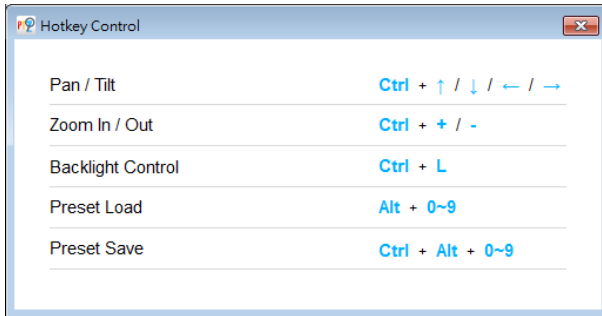 Hotkey Control
Pan / Tilt Ctrl + ↑ / ↓ / ← / →
Zoom In / Out Ctrl + + / -
Backlight Control Ctrl + L
Preset Load Alt + 0~9
Preset Save Ctrl + Alt + 0~9